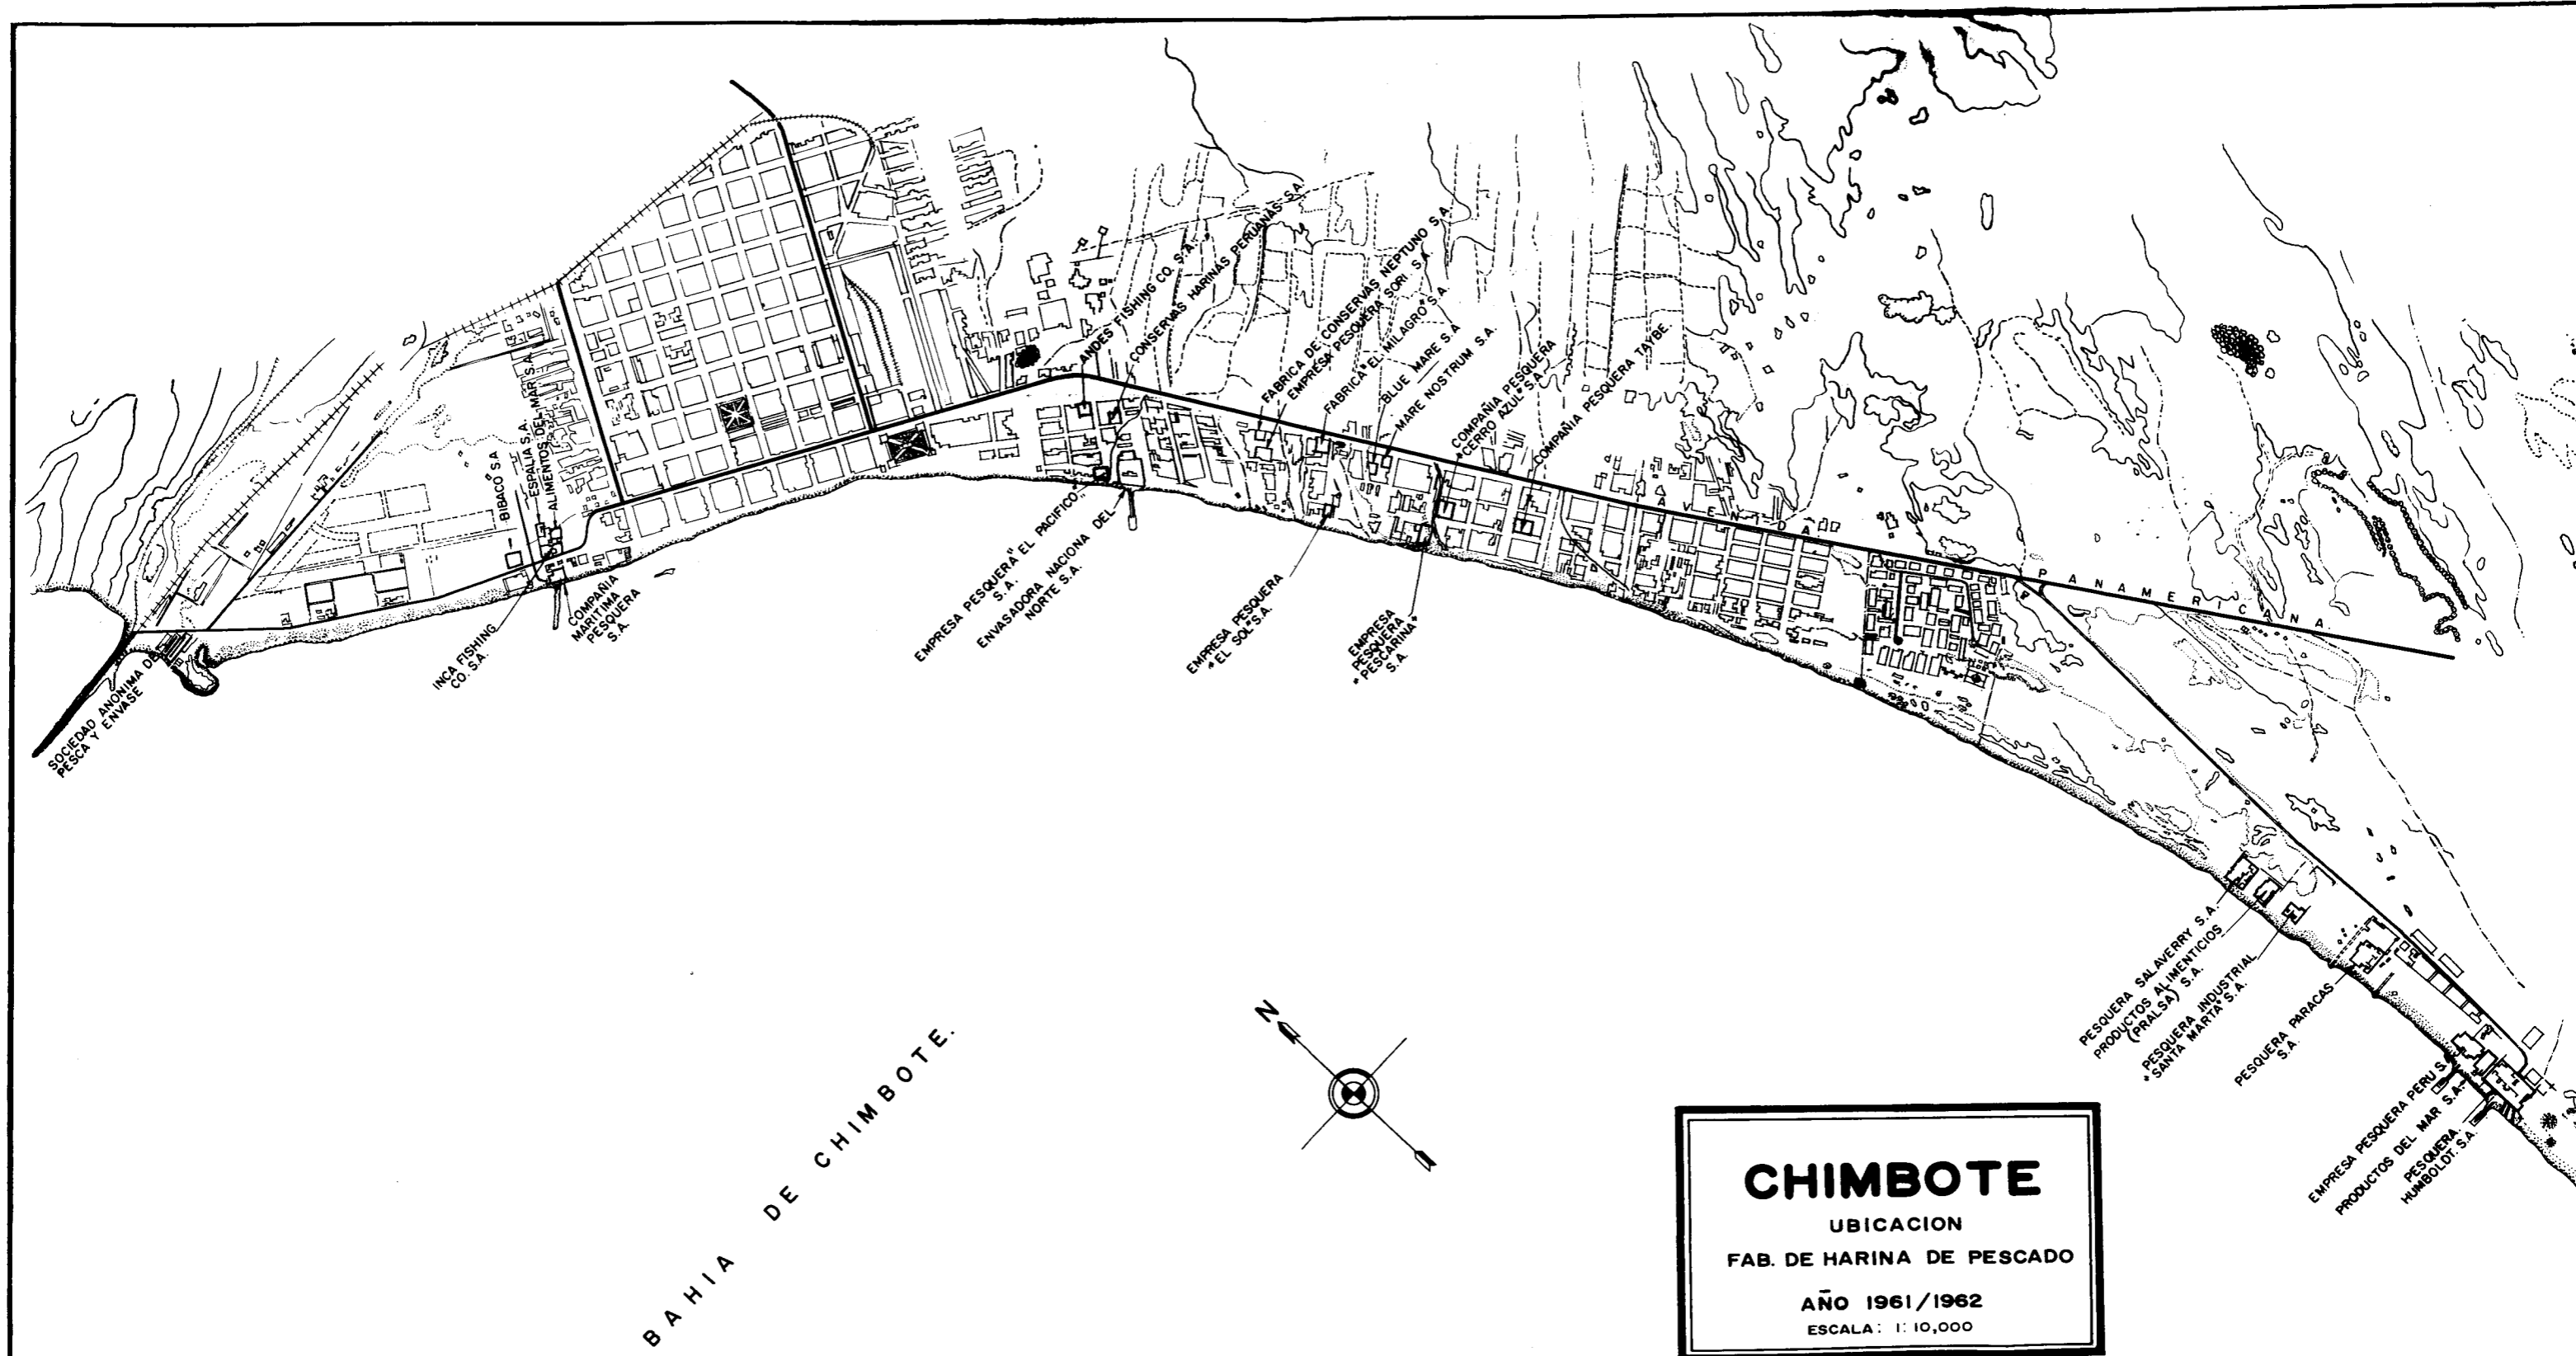 SOCIEDAD ANONIMA DE
PESCA Y ENVASE
"BIBACO" S.A
ESPALIA S.A.
ALIMENTOS DEL MAR S.A.
INCA FISHING
CO. S.A.
COMPAÑIA
MARITIMA
PESQUERA
S.A.
ANDES FISHING CO. S.A.
CONSERVAS HARINAS PERUANAS S.A.
EMPRESA PESQUERA "EL PACIFICO"
S.A.
ENVASADORA NACIONA DEL
NORTE S.A.
FABRICA DE CONSERVAS NEPTUNO S.A.
EMPRESA PESQUERA SORI. S.A.
FABRICA "EL MILAGRO" S.A.
BLUE MARE S.A
MARE NOSTRUM S.A.
EMPRESA PESQUERA
"EL SOL" S.A.
EMPRESA
PESQUERA
"PESCARINA"
S.A.
COMPAÑIA PESQUERA
"CERRO AZUL" S.A.
COMPAÑIA PESQUERA TAYBE.
AVENIDA
PANAMERICANA
PESQUERA SALAVERRY S.A.
PRODUCTOS ALIMENTICIOS
(PRALSA) S.A.
PESQUERA INDUSTRIAL
"SANTA MARTA" S.A.
PESQUERA PARACAS
S.A.
EMPRESA PESQUERA PERU S.A.
PRODUCTOS DEL MAR S.A.
PESQUERA
HUMBOLDT. S.A.
BAHIA DE CHIMBOTE.
N
CHIMBOTE
UBICACION
FAB. DE HARINA DE PESCADO
AÑO 1961/1962
ESCALA: 1:10,000